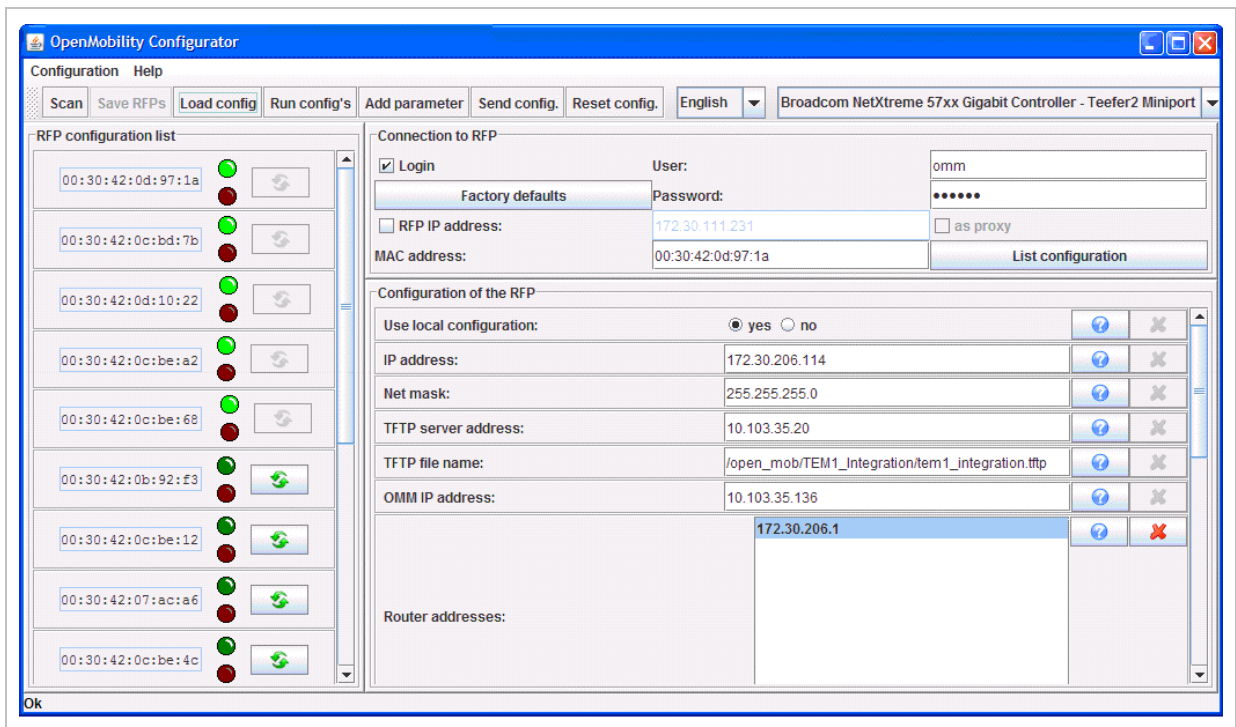 OpenMobility Configurator
Configuration Help
Scan Save RFPs Load config Run config's Add parameter Send config. Reset config. English Broadcom NetXtreme 57xx Gigabit Controller - Teefer2 Miniport
RFP configuration list
00:30:42:0d:97:1a
00:30:42:0c:bd:7b
00:30:42:0d:10:22
00:30:42:0c:be:a2
00:30:42:0c:be:68
00:30:42:0b:92:f3
00:30:42:0c:be:12
00:30:42:07:ac:a6
00:30:42:0c:be:4c
Connection to RFP
Login User: omm
Factory defaults Password: ••••••
RFP IP address: 172.30.111.231 as proxy
MAC address: 00:30:42:0d:97:1a List configuration
Configuration of the RFP
Use local configuration: yes no
IP address: 172.30.206.114
Net mask: 255.255.255.0
TFTP server address: 10.103.35.20
TFTP file name: /open_mob/TEM1_Integration/tem1_integration.tftp
OMM IP address: 10.103.35.136
172.30.206.1
Router addresses:
Ok